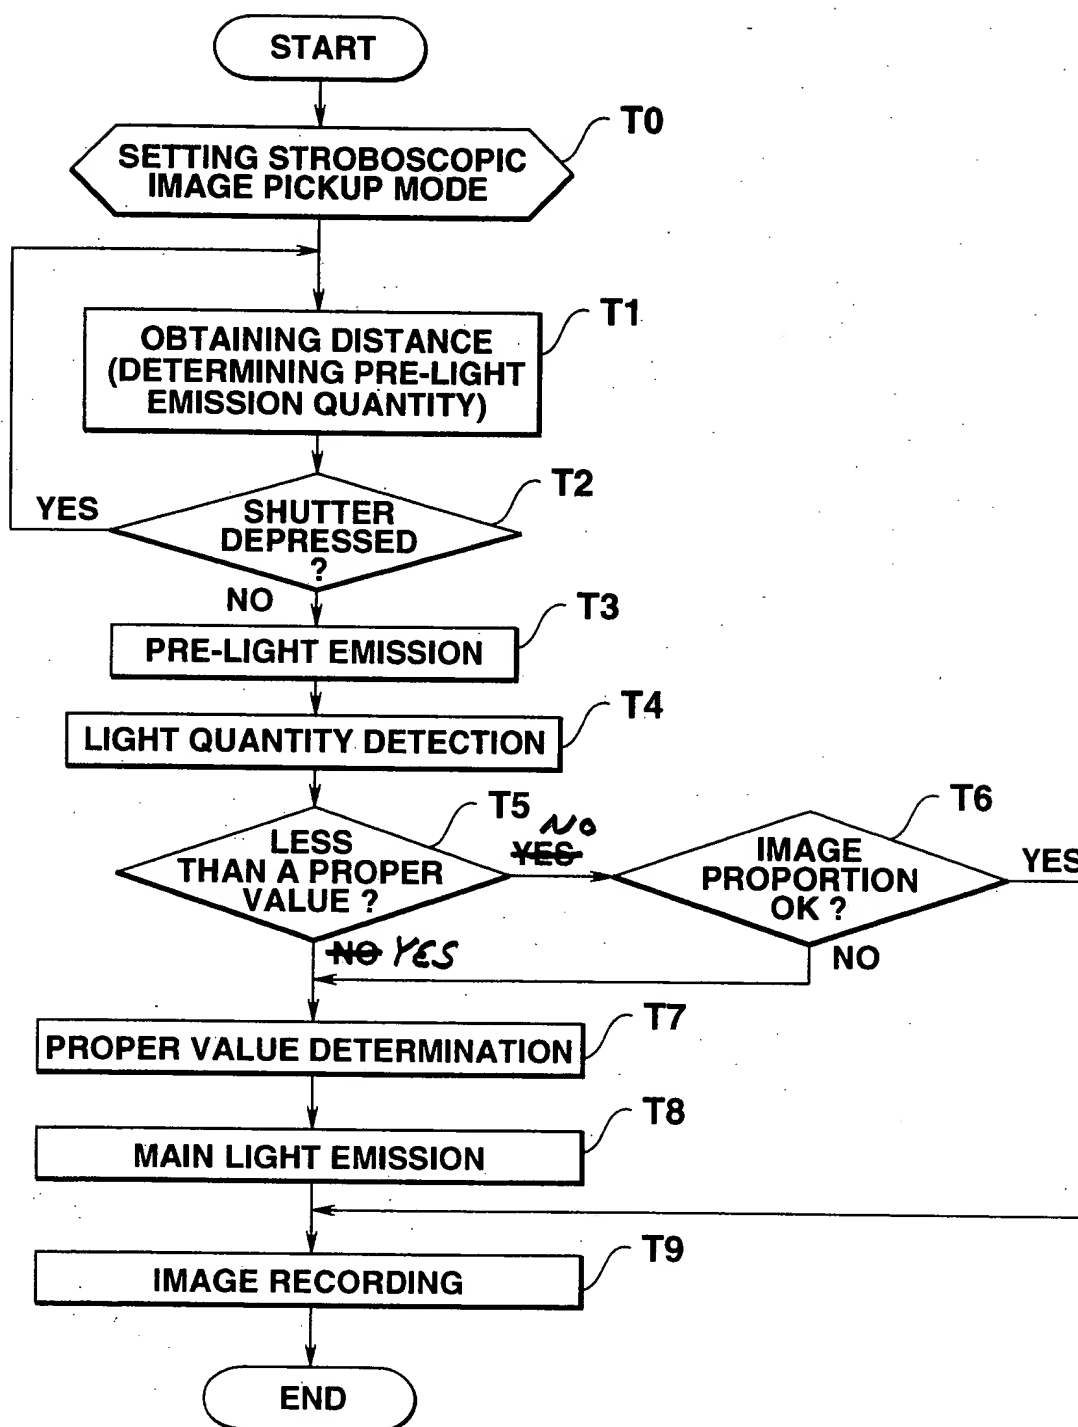 START
T0
SETTING STROBOSCOPIC
IMAGE PICKUP MODE
T1
OBTAINING DISTANCE
(DETERMINING PRE-LIGHT
EMISSION QUANTITY)
T2
YES
SHUTTER
DEPRESSED
?
NO
T3
PRE-LIGHT EMISSION
T4
LIGHT QUANTITY DETECTION
T5
NO
YES
LESS
THAN A PROPER
VALUE ?
T6
IMAGE
PROPORTION
OK ?
YES
NO YES
NO
T7
PROPER VALUE DETERMINATION
T8
MAIN LIGHT EMISSION
T9
IMAGE RECORDING
END